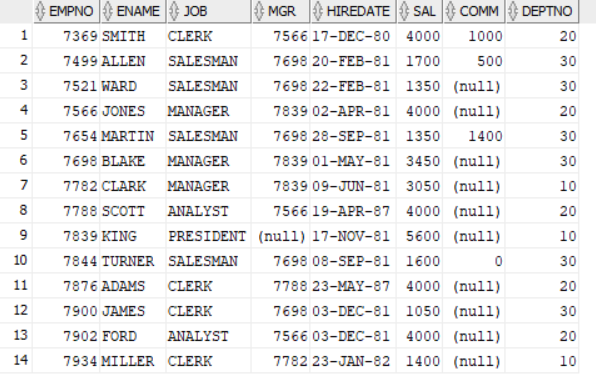 EMPNO ENAME JOB MGR HIREDATE SAL COMM DEPTNO
1 7369 SMITH CLERK 7566 17-DEC-80 4000 1000 20
2 7499 ALLEN SALESMAN 7698 20-FEB-81 1700 500 30
3 7521 WARD SALESMAN 7698 22-FEB-81 1350 (null) 30
4 7566 JONES MANAGER 7839 02-APR-81 4000 (null) 20
5 7654 MARTIN SALESMAN 7698 28-SEP-81 1350 1400 30
6 7698 BLAKE MANAGER 7839 01-MAY-81 3450 (null) 30
7 7782 CLARK MANAGER 7839 09-JUN-81 3050 (null) 10
8 7788 SCOTT ANALYST 7566 19-APR-87 4000 (null) 20
9 7839 KING PRESIDENT (null) 17-NOV-81 5600 (null) 10
10 7844 TURNER SALESMAN 7698 08-SEP-81 1600 0 30
11 7876 ADAMS CLERK 7788 23-MAY-87 4000 (null) 20
12 7900 JAMES CLERK 7698 03-DEC-81 1050 (null) 30
13 7902 FORD ANALYST 7566 03-DEC-81 4000 (null) 20
14 7934 MILLER CLERK 7782 23-JAN-82 1400 (null) 10